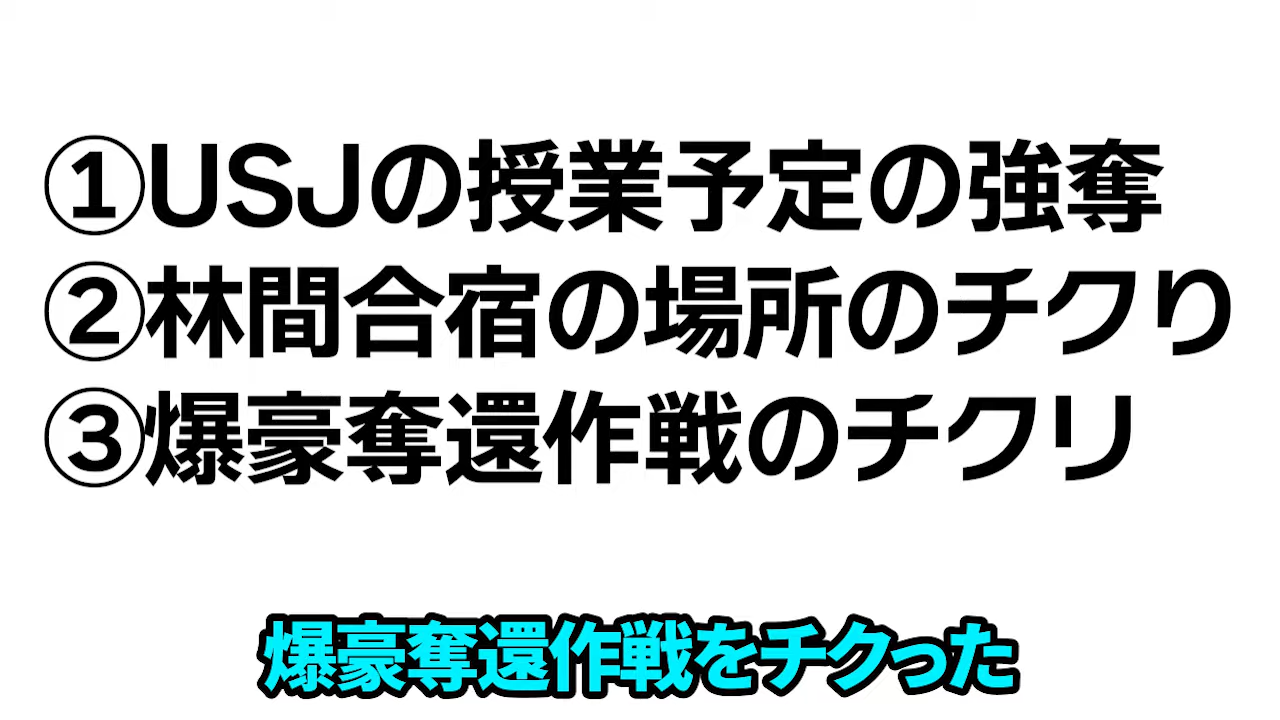 ①USJの授業予定の強奪
②林間合宿の場所のチクり
③爆豪奪還作戦のチクリ
爆豪奪還作戦をチクった